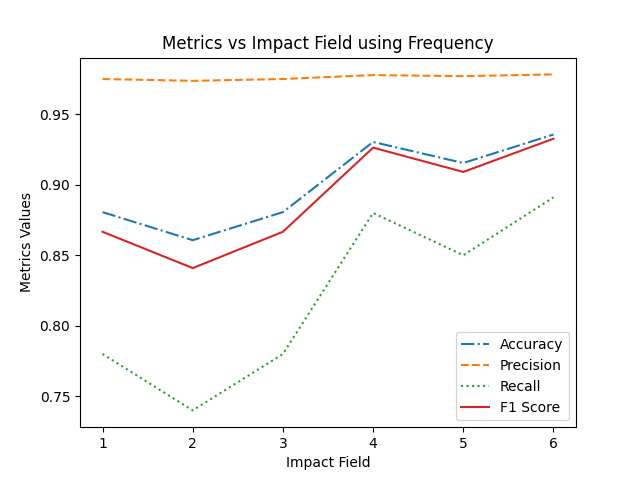 Metrics vs Impact Field using Frequency
Metrics Values
0.95
0.90
0.85
0.80
0.75
Accuracy
Precision
Recall
F1 Score
1 2 3 4 5 6
Impact Field